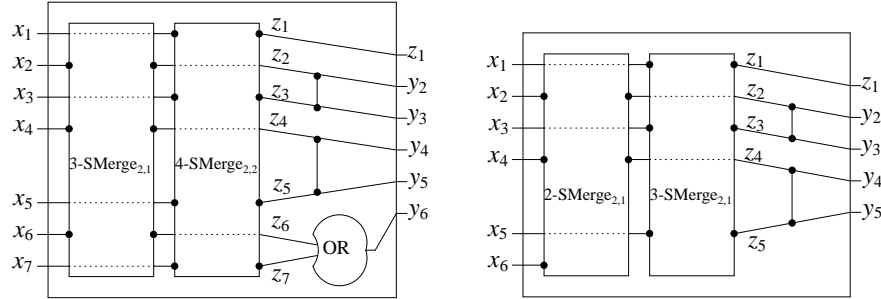 x1 z1
z1
x2 z2
y2
x3 z3
y3
x4 z4
y4
3-SMerge2,1 4-SMerge2,2
x5 z5
y5
x6 z6
y6
OR
x7 z7
x1 z1
z1
x2 z2
y2
x3 z3
y3
x4 z4
y4
2-SMerge2,1 3-SMerge2,1
y5
x5 z5
x6